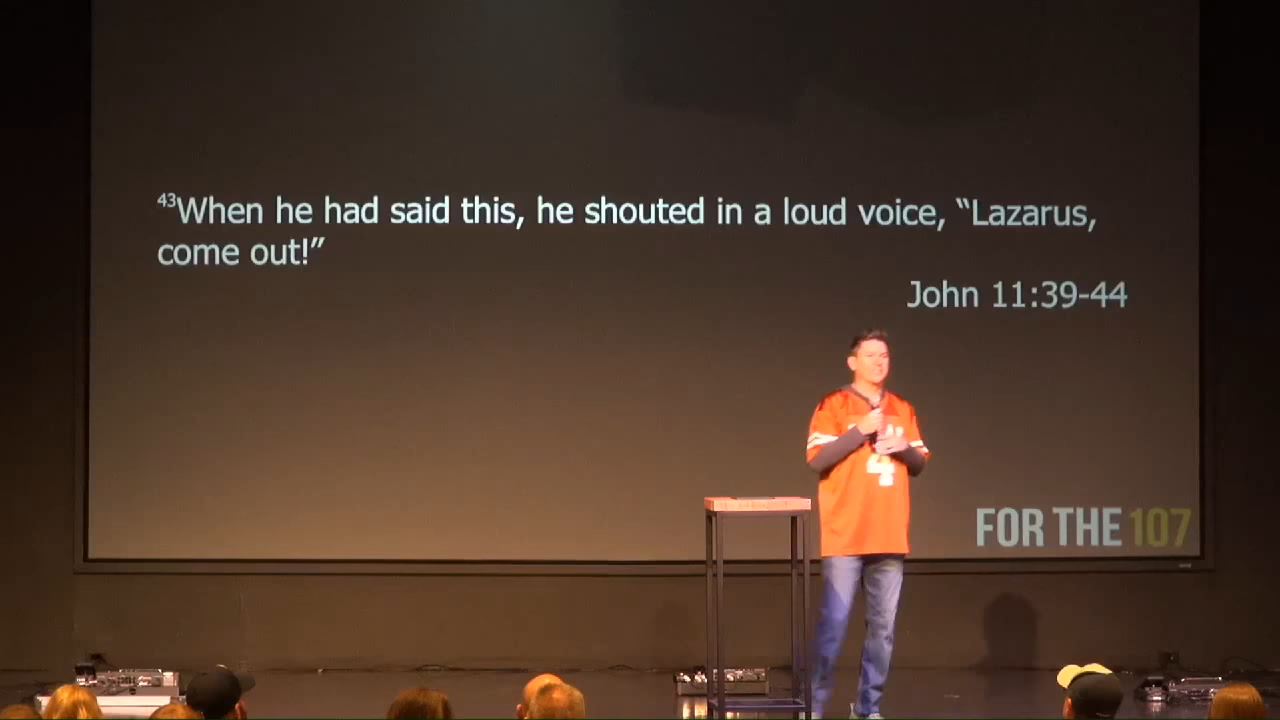 ⁴³When he had said this, he shouted in a loud voice, “Lazarus,
come out!”
John 11:39-44
4
FOR THE 107